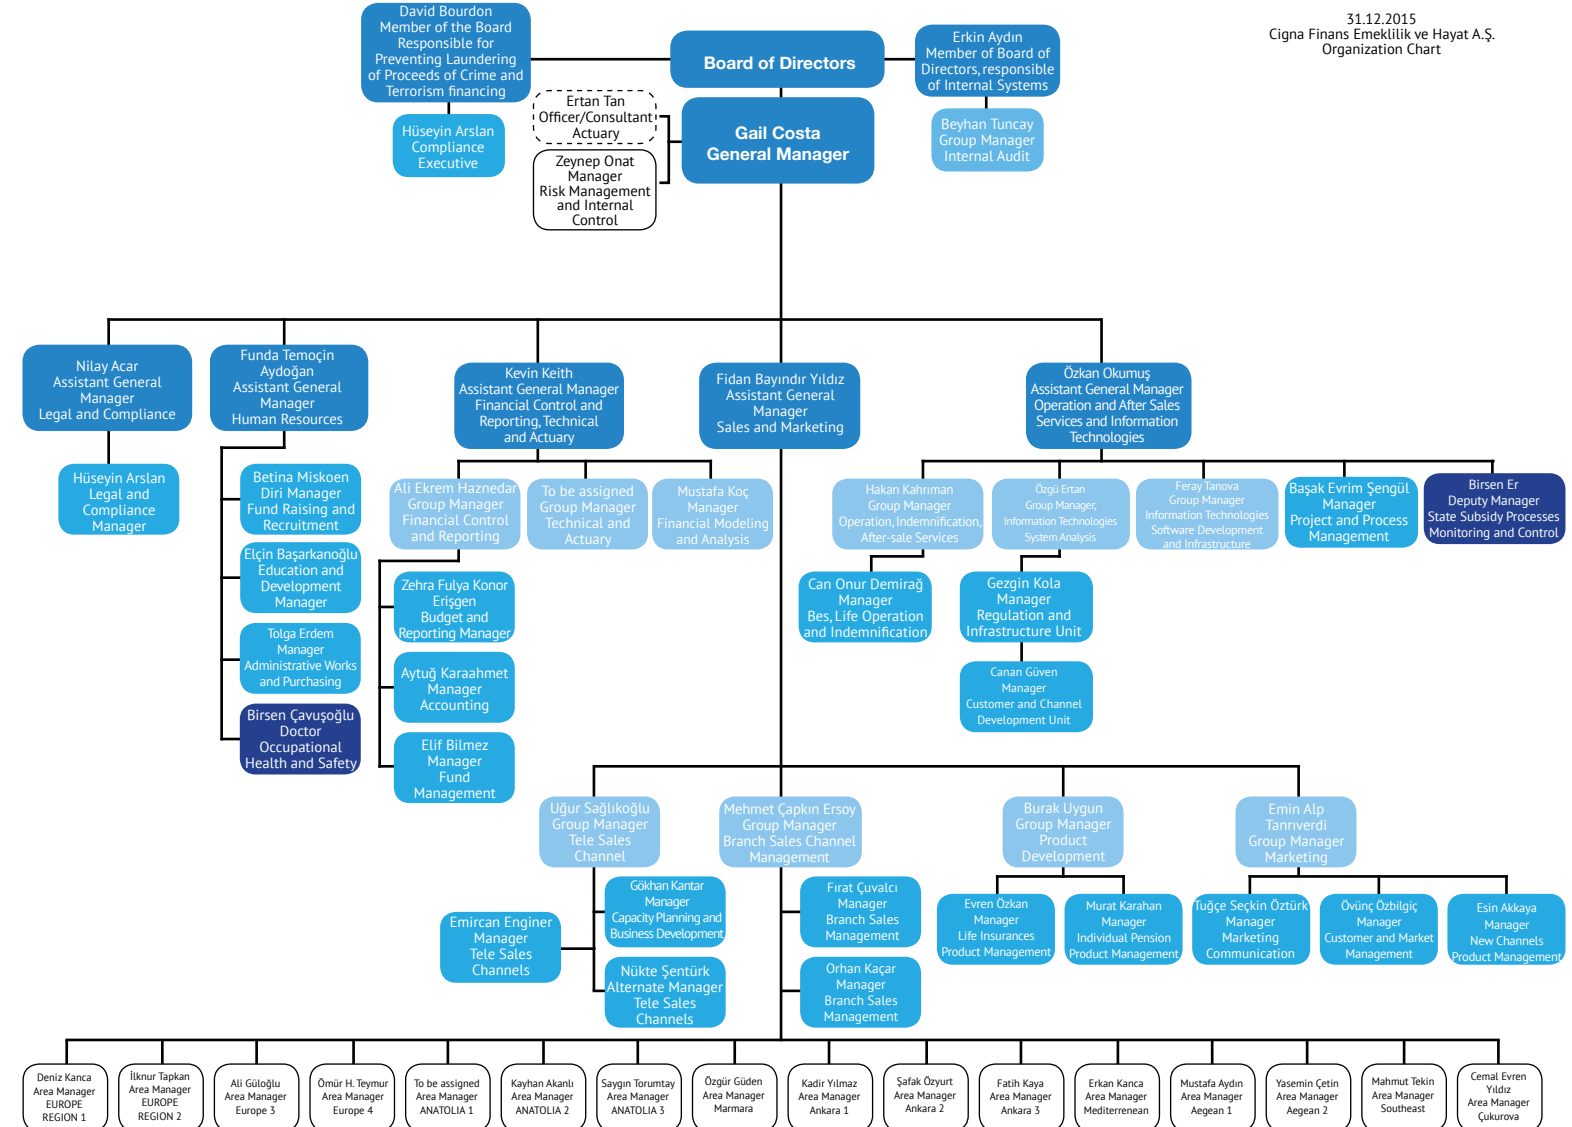 31.12.2015
Cigna Finans Emeklilik ve Hayat A.Ş.
Organization Chart
David Bourdon
Member of the Board
Responsible for
Preventing Laundering
of Proceeds of Crime and
Terrorism financing
Board of Directors
Erkin Aydın
Member of Board of
Directors, responsible
of Internal Systems
Hüseyin Arslan
Compliance
Executive
Ertan Tan
Officer/Consultant
Actuary
Gail Costa
General Manager
Beyhan Tuncay
Group Manager
Internal Audit
Zeynep Onat
Manager
Risk Management
and Internal
Control
Nilay Acar
Assistant General
Manager
Legal and Compliance
Funda Temoçin
Aydoğan
Assistant General
Manager
Human Resources
Kevin Keith
Assistant General Manager
Financial Control and
Reporting, Technical
and Actuary
Fidan Bayındır Yıldız
Assistant General
Manager
Sales and Marketing
Özkan Okumuş
Assistant General Manager
Operation and After Sales
Services and Information
Technologies
Hüseyin Arslan
Legal and
Compliance
Manager
Betina Miskoen
Diri Manager
Fund Raising and
Recruitment
Elçin Başarkanoğlu
Education and
Development
Manager
Tolga Erdem
Manager
Administrative Works
and Purchasing
Birsen Çavuşoğlu
Doctor
Occupational
Health and Safety
Ali Ekrem Haznedar
Group Manager
Financial Control
and Reporting
To be assigned
Group Manager
Technical and
Actuary
Mustafa Koç
Manager
Financial Modeling
and Analysis
Zehra Fulya Konor
Erişgen
Budget and
Reporting Manager
Aytuğ Karaahmet
Manager
Accounting
Elif Bilmez
Manager
Fund
Management
Hakan Kahrıman
Group Manager
Operation, Indemnification,
After-sale Services
Özgü Ertan
Group Manager,
Information Technologies
System Analysis
Feray Tanova
Group Manager
Information Technologies
Software Development
and Infrastructure
Başak Evrim Şengül
Manager
Project and Process
Management
Birsen Er
Deputy Manager
State Subsidy Processes
Monitoring and Control
Can Onur Demirağ
Manager
Bes, Life Operation
and Indemnification
Gezgin Kola
Manager
Regulation and
Infrastructure Unit
Canan Güven
Manager
Customer and Channel
Development Unit
Uğur Sağlıkoğlu
Group Manager
Tele Sales
Channel
Mehmet Çapkın Ersoy
Group Manager
Branch Sales Channel
Management
Burak Uygun
Group Manager
Product
Development
Emin Alp
Tanrıverdi
Group Manager
Marketing
Emircan Enginer
Manager
Tele Sales
Channels
Gökhan Kantar
Manager
Capacity Planning and
Business Development
Nükte Şentürk
Alternate Manager
Tele Sales
Channels
Fırat Çuvalcı
Manager
Branch Sales
Management
Orhan Kaçar
Manager
Branch Sales
Management
Evren Özkan
Manager
Life Insurances
Product Management
Murat Karahan
Manager
Individual Pension
Product Management
Tuğçe Seçkin Öztürk
Manager
Marketing
Communication
Övünç Özbilgiç
Manager
Customer and Market
Management
Esin Akkaya
Manager
New Channels
Product Management
Deniz Kanca
Area Manager
EUROPE
REGION 1
İlknur Tapkan
Area Manager
EUROPE
REGION 2
Ali Güloğlu
Area Manager
Europe 3
Ömür H. Teymur
Area Manager
Europe 4
To be assigned
Area Manager
ANATOLIA 1
Kayhan Akanlı
Area Manager
ANATOLIA 2
Saygın Torumtay
Area Manager
ANATOLIA 3
Özgür Güden
Area Manager
Marmara
Kadir Yılmaz
Area Manager
Ankara 1
Şafak Özyurt
Area Manager
Ankara 2
Fatih Kaya
Area Manager
Ankara 3
Erkan Kanca
Area Manager
Mediterrenean
Mustafa Aydın
Area Manager
Aegean 1
Yasemin Çetin
Area Manager
Aegean 2
Mahmut Tekin
Area Manager
Southeast
Cemal Evren
Yıldız
Area Manager
Çukurova